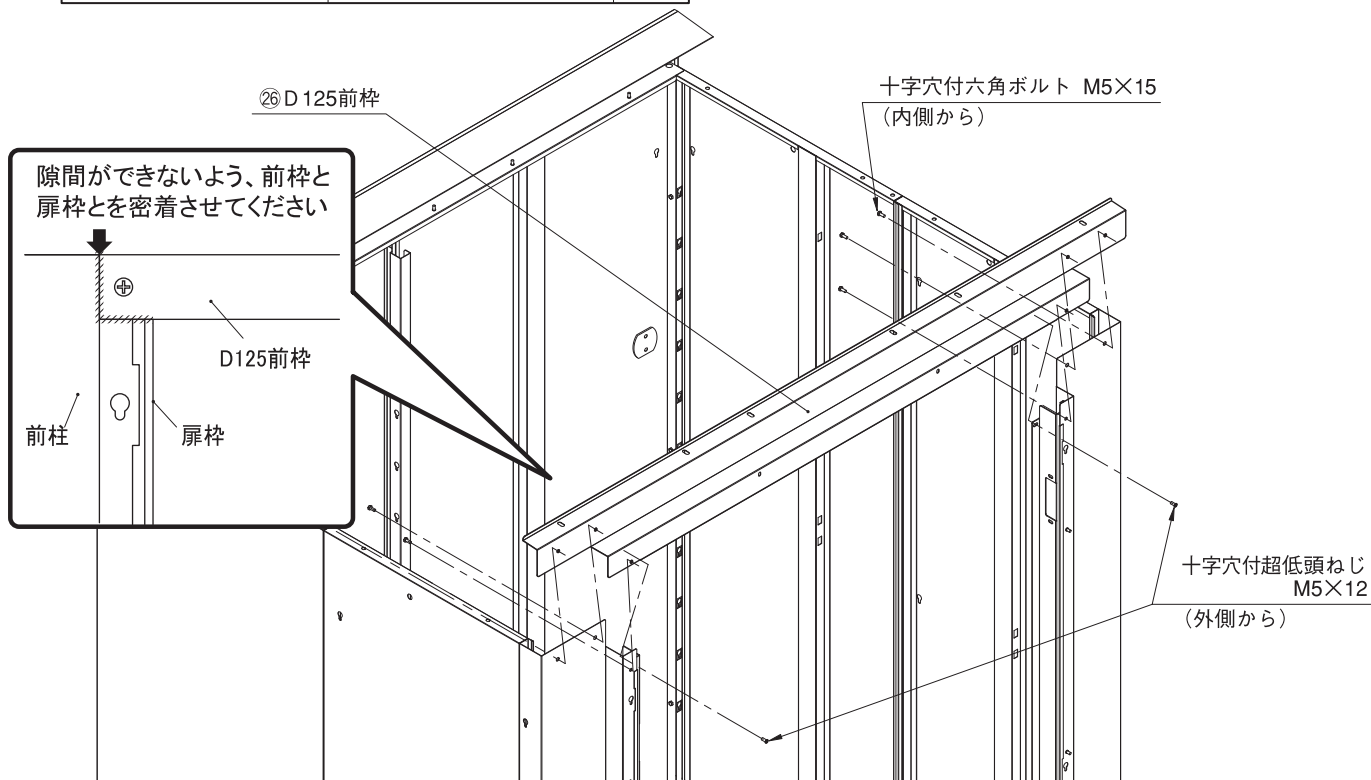 ㉖D125前枠
十字穴付六角ボルト M5×15
(内側から)
隙間ができないよう、前枠と
扉枠とを密着させてください
D125前枠
前柱
扉枠
十字穴付超低頭ねじ
M5×12
(外側から)